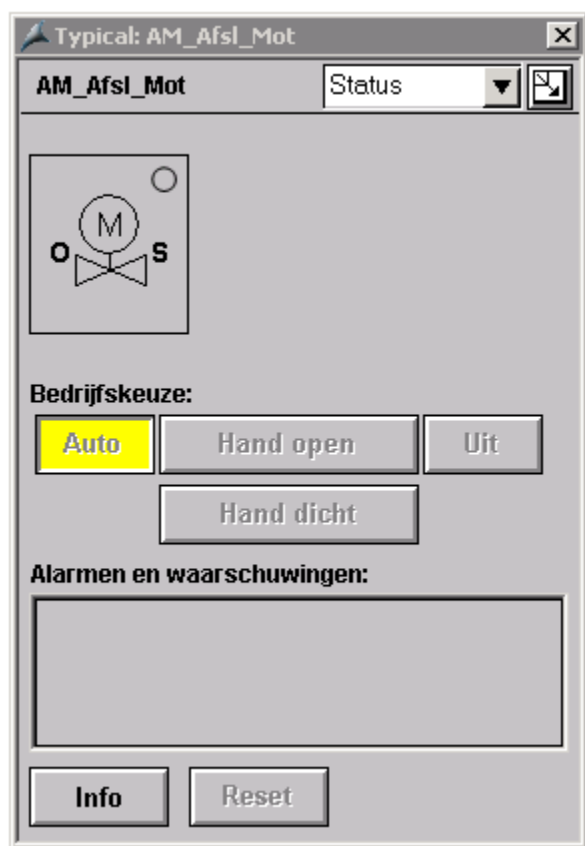 Typical: AM_Afsl_Mot
AM_Afsl_Mot Status
M
O S
Bedrijfskeuze:
Auto Hand open Uit
Hand dicht
Alarmen en waarschuwingen:
Info Reset